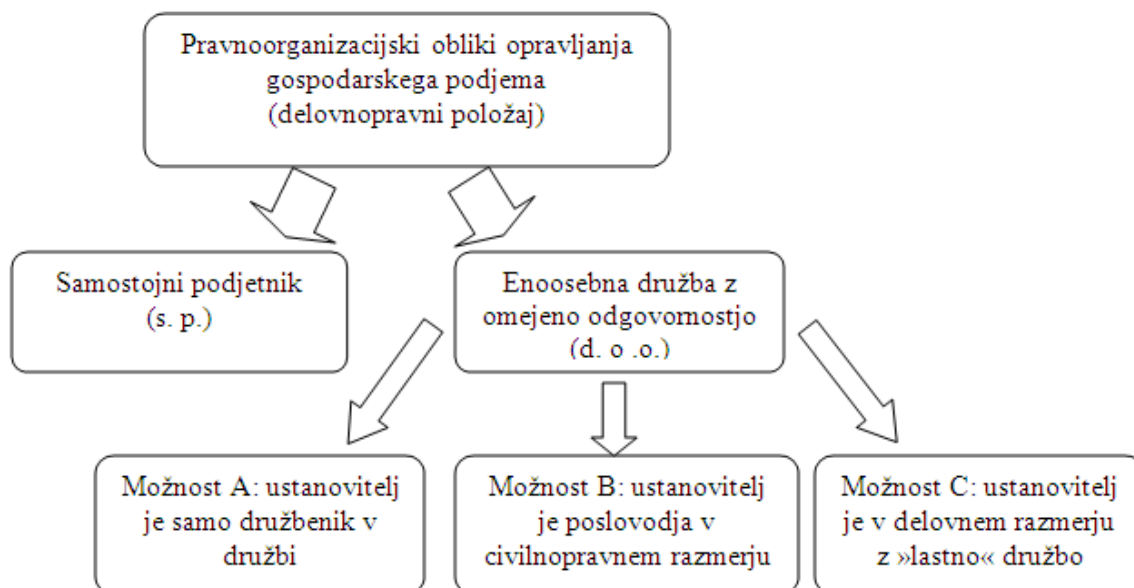 Pravnoorganizacijski obliki opravljanja
gospodarskega podjema
(delovnopravni položaj)
Samostojni podjetnik
(s. p.)
Enoosebna družba z
omejeno odgovornostjo
(d. o .o.)
Možnost A: ustanovitelj
je samo družbenik v
družbi
Možnost B: ustanovitelj
je poslovodja v
civilnopravnem razmerju
Možnost C: ustanovitelj
je v delovnem razmerju
z »lastno« družbo